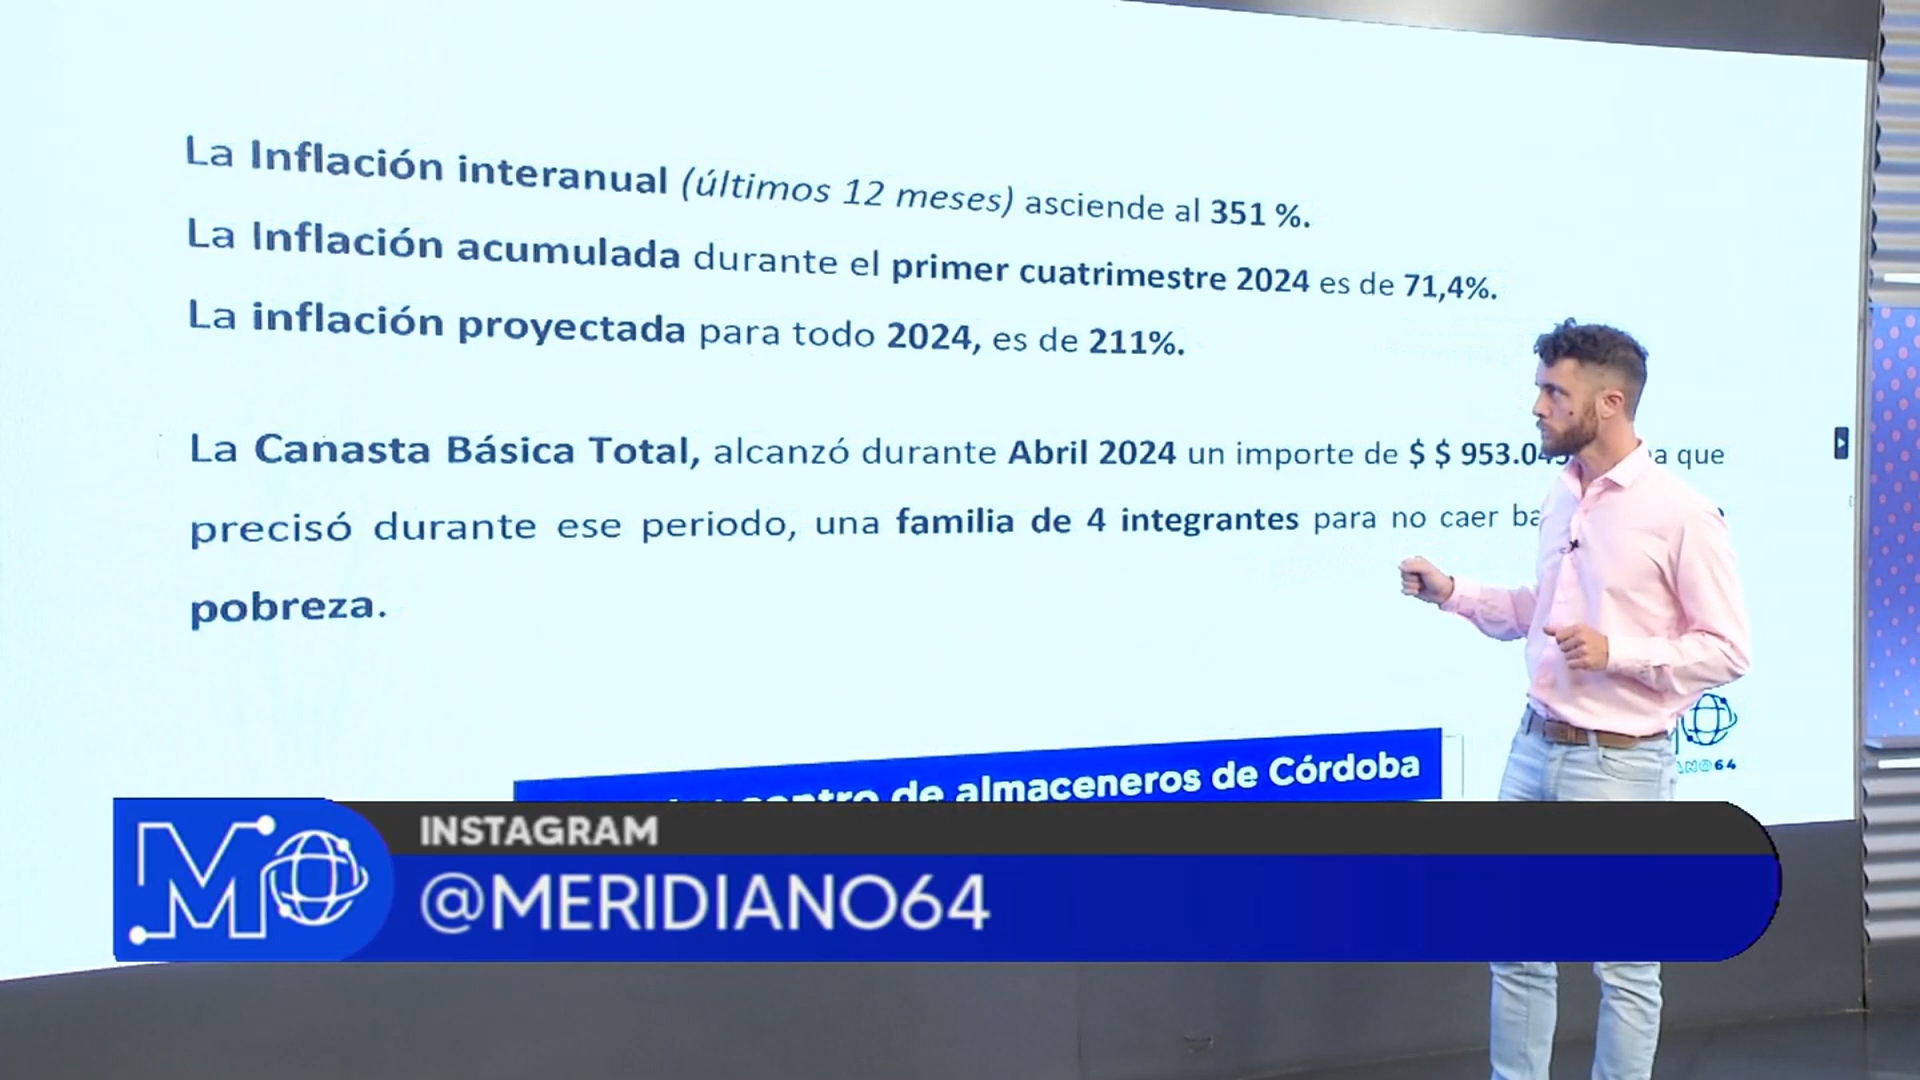 La Inflación interanual (últimos 12 meses) asciende al 351 %.
La Inflación acumulada durante el primer cuatrimestre 2024 es de 71,4%.
La inflación proyectada para todo 2024, es de 211%.
La Canasta Básica Total, alcanzó durante Abril 2024 un importe de $ $ que
precisó durante ese periodo, una familia de 4 integrantes para no caer
pobreza.
centro de almaceneros de Córdoba
INSTAGRAM
@MERIDIANO64